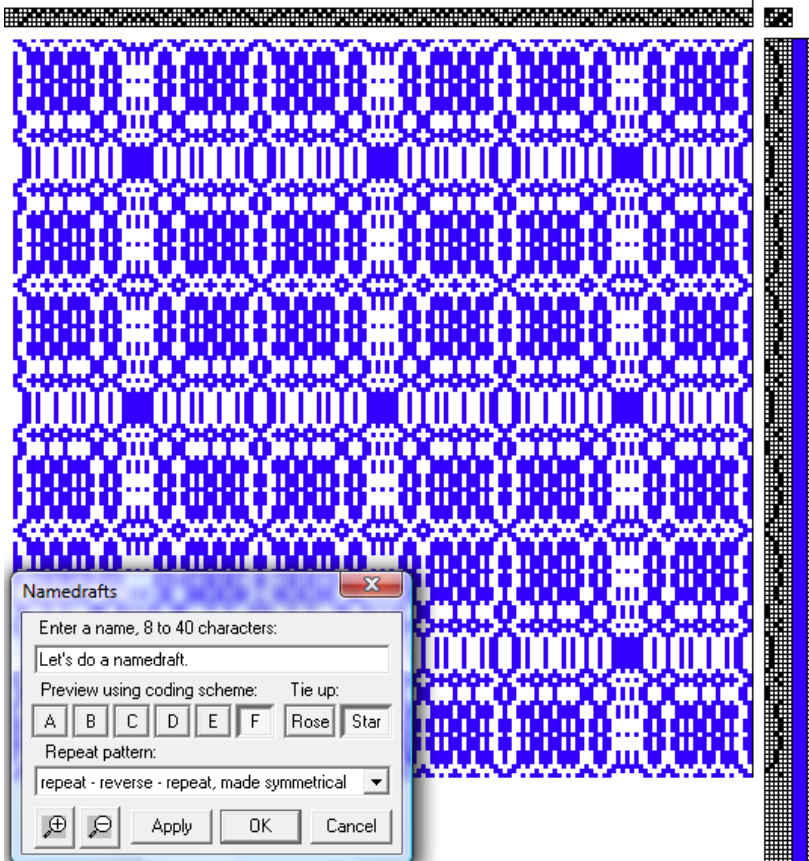 Namedrafts
Enter a name, 8 to 40 characters:
Let's do a namedraft.
Preview using coding scheme: Tie up:
A B C D E F Rose Star
Repeat pattern:
repeat - reverse - repeat, made symmetrical
Apply OK Cancel